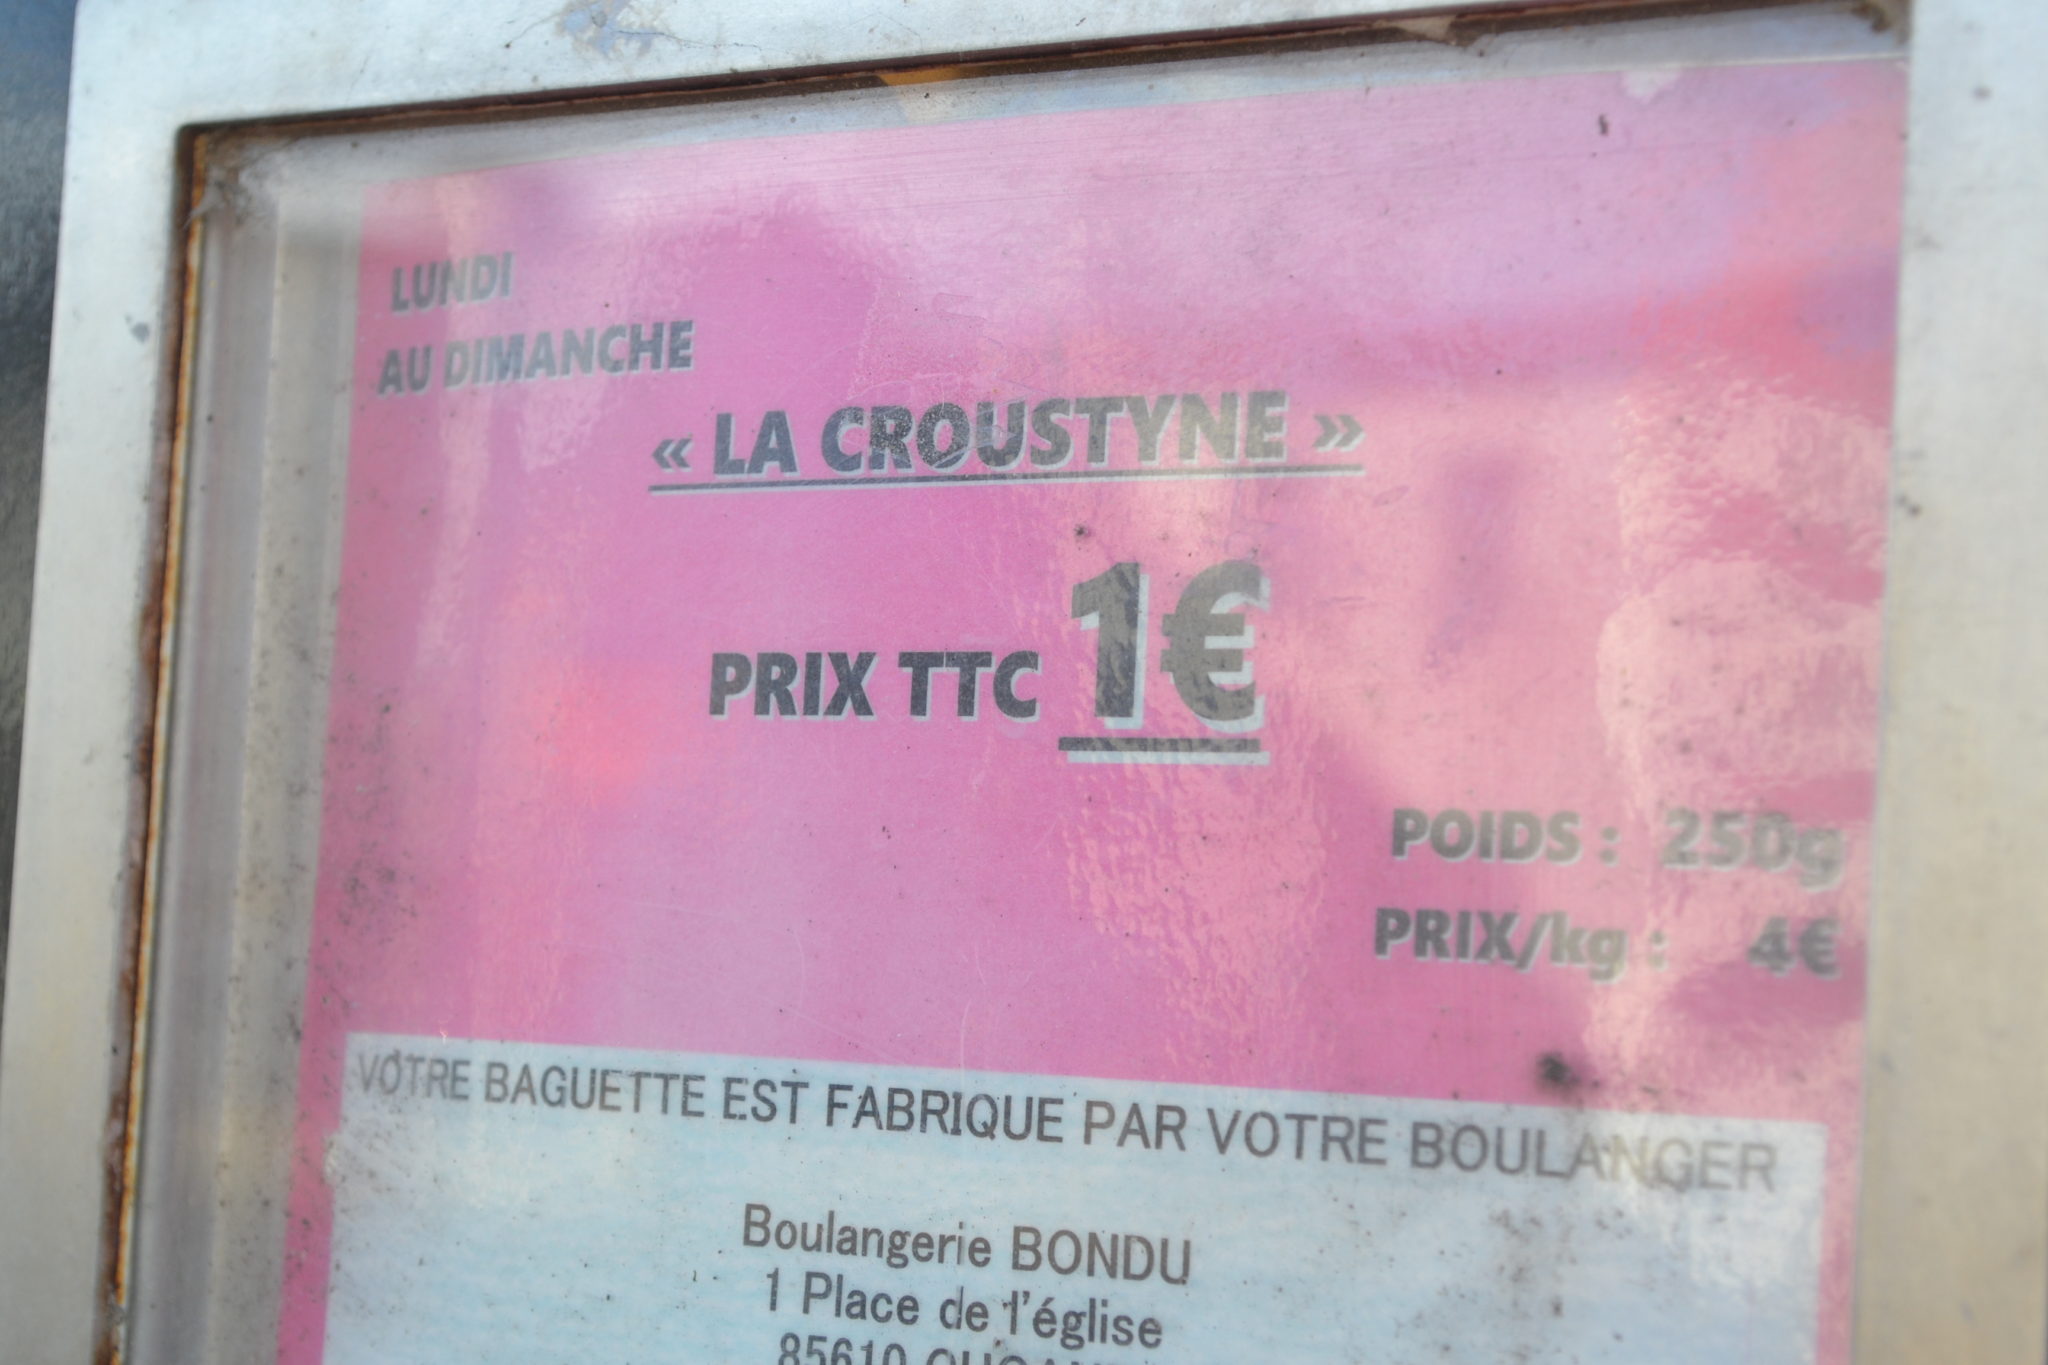 LUNDI
AU DIMANCHE
« LA CROUSTYNE »
PRIX TTC 1€
POIDS : 250g
PRIX/kg : 4€
VOTRE BAGUETTE EST FABRIQUE PAR VOTRE BOULANGER
Boulangerie BONDU
1 Place de l'église
85610